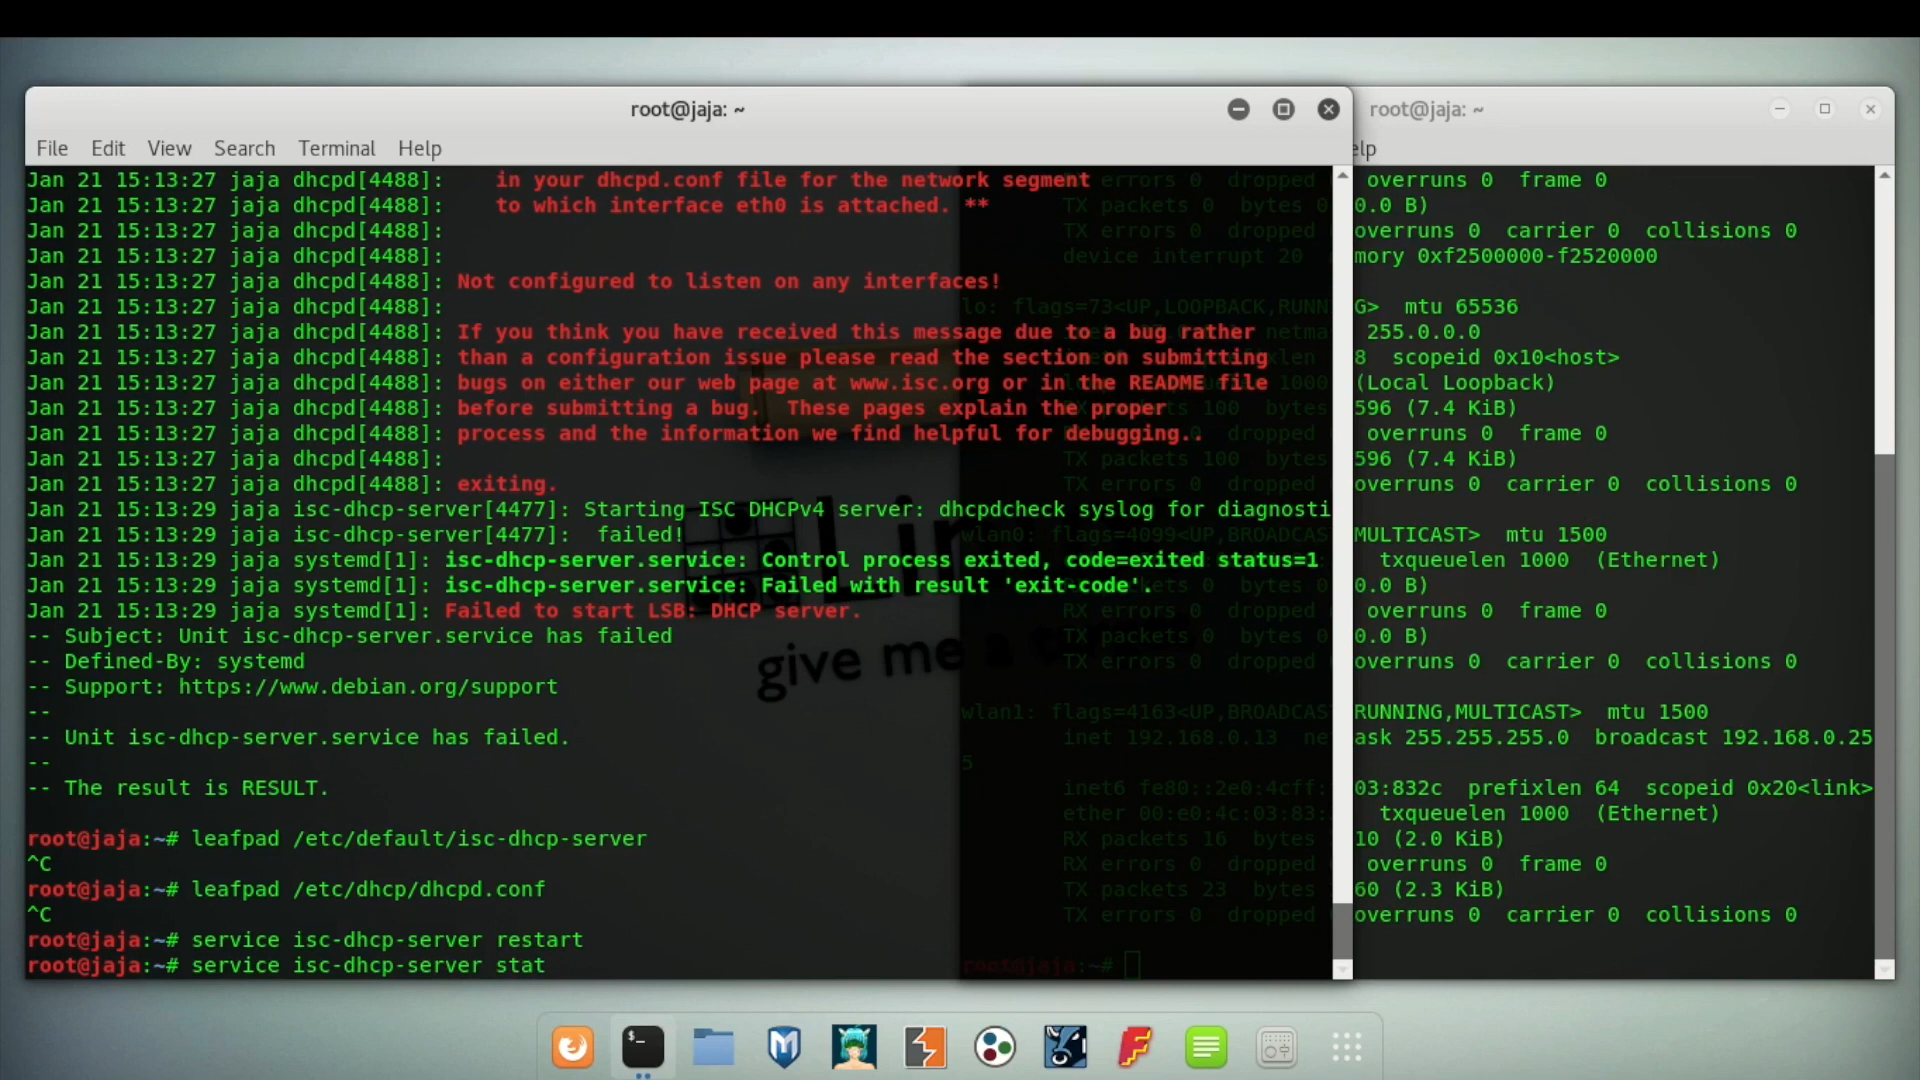 root@jaja: ~
File Edit View Search Terminal Help
Jan 21 15:13:27 jaja dhcpd[4488]:    in your dhcpd.conf file for the network segment
Jan 21 15:13:27 jaja dhcpd[4488]:    to which interface eth0 is attached. **
Jan 21 15:13:27 jaja dhcpd[4488]:
Jan 21 15:13:27 jaja dhcpd[4488]:
Jan 21 15:13:27 jaja dhcpd[4488]: Not configured to listen on any interfaces!
Jan 21 15:13:27 jaja dhcpd[4488]:
Jan 21 15:13:27 jaja dhcpd[4488]: If you think you have received this message due to a bug rather
Jan 21 15:13:27 jaja dhcpd[4488]: than a configuration issue please read the section on submitting
Jan 21 15:13:27 jaja dhcpd[4488]: bugs on either our web page at www.isc.org or in the README file
Jan 21 15:13:27 jaja dhcpd[4488]: before submitting a bug.  These pages explain the proper
Jan 21 15:13:27 jaja dhcpd[4488]: process and the information we find helpful for debugging..
Jan 21 15:13:27 jaja dhcpd[4488]:
Jan 21 15:13:27 jaja dhcpd[4488]: exiting.
Jan 21 15:13:29 jaja isc-dhcp-server[4477]: Starting ISC DHCPv4 server: dhcpdcheck syslog for diagnosti
Jan 21 15:13:29 jaja isc-dhcp-server[4477]:  failed!
Jan 21 15:13:29 jaja systemd[1]: isc-dhcp-server.service: Control process exited, code=exited status=1
Jan 21 15:13:29 jaja systemd[1]: isc-dhcp-server.service: Failed with result 'exit-code'.
Jan 21 15:13:29 jaja systemd[1]: Failed to start LSB: DHCP server.
-- Subject: Unit isc-dhcp-server.service has failed
-- Defined-By: systemd
-- Support: https://www.debian.org/support
--
-- Unit isc-dhcp-server.service has failed.
--
-- The result is RESULT.
root@jaja:~# leafpad /etc/default/isc-dhcp-server
^C
root@jaja:~# leafpad /etc/dhcp/dhcpd.conf
^C
root@jaja:~# service isc-dhcp-server restart
root@jaja:~# service isc-dhcp-server stat
give me a
root@jaja: ~
elp
errors 0  dropped overruns 0  frame 0
TX packets 0  bytes 0 0.0 B)
TX errors 0  dropped overruns 0  carrier 0  collisions 0
device interrupt 20 mory 0xf2500000-f2520000
lo: flags=73<UP,LOOPBACK,RUNN G>  mtu 65536
netma 255.0.0.0
8  scopeid 0x10<host>
1000 (Local Loopback)
packets 100  bytes 596 (7.4 KiB)
overruns 0  frame 0
TX packets 100  bytes 596 (7.4 KiB)
TX errors 0  dropped overruns 0  carrier 0  collisions 0
wlan0: flags=4099<UP,BROADCAST MULTICAST>  mtu 1500
txqueuelen 1000  (Ethernet)
packets 0  bytes 0 0.0 B)
RX errors 0  dropped overruns 0  frame 0
TX packets 0  bytes 0 0.0 B)
TX errors 0  dropped overruns 0  carrier 0  collisions 0
wlan1: flags=4163<UP,BROADCAST RUNNING,MULTICAST>  mtu 1500
inet 192.168.0.13  ne ask 255.255.255.0  broadcast 192.168.0.25
5
inet6 fe80::2e0:4cff: 03:832c  prefixlen 64  scopeid 0x20<link>
ether 00:e0:4c:03:83: txqueuelen 1000  (Ethernet)
RX packets 16  bytes 10 (2.0 KiB)
RX errors 0  dropped overruns 0  frame 0
TX packets 23  bytes 60 (2.3 KiB)
TX errors 0  dropped overruns 0  carrier 0  collisions 0
root@jaja:~#